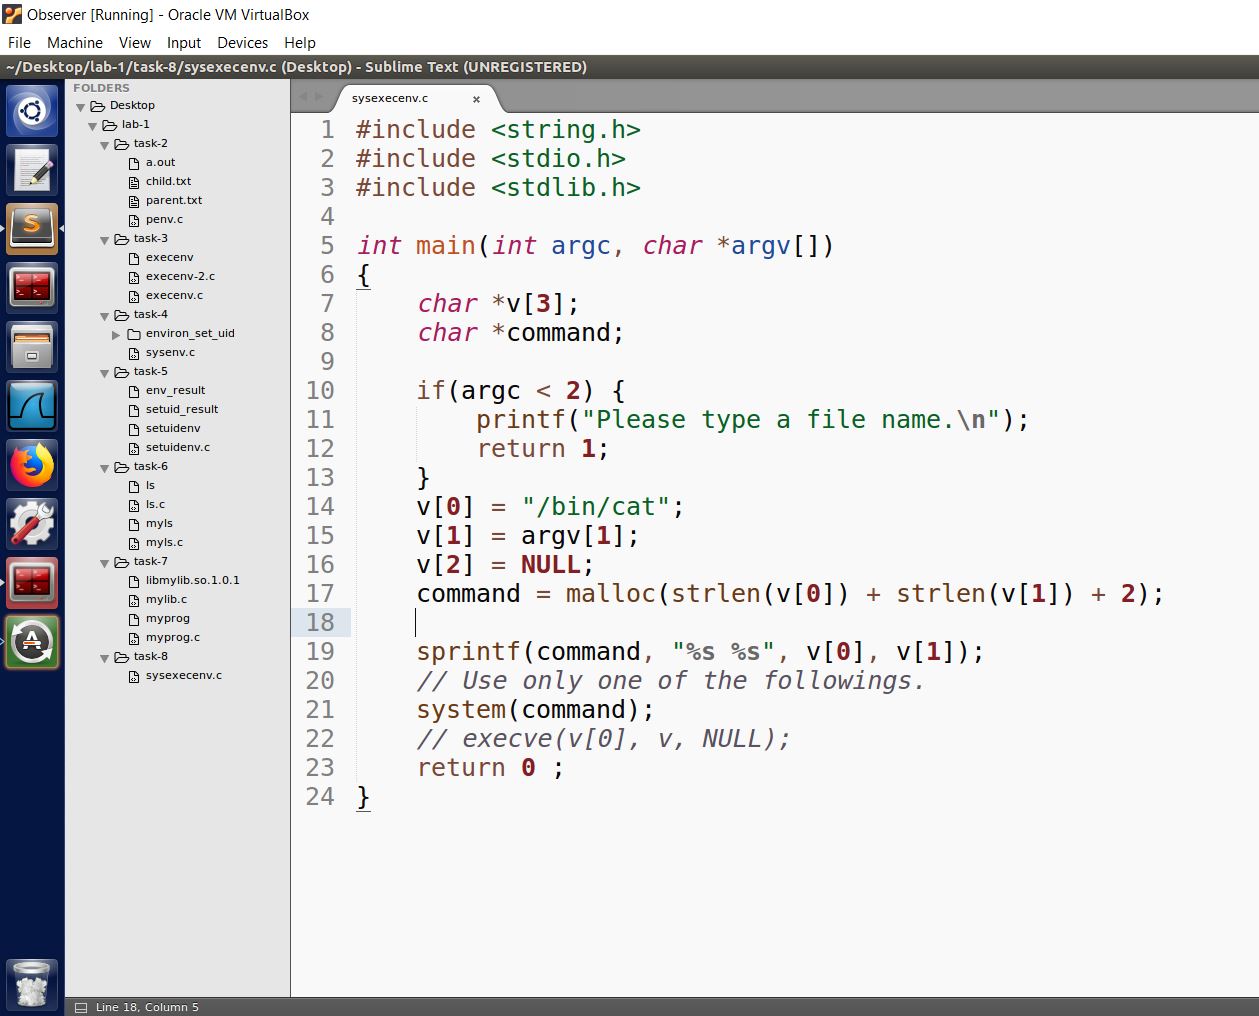 Observer [Running] - Oracle VM VirtualBox
File Machine View Input Devices Help
~/Desktop/lab-1/task-8/sysexecenv.c (Desktop) - Sublime Text (UNREGISTERED)
FOLDERS
Desktop
lab-1
task-2
a.out
child.txt
parent.txt
penv.c
task-3
execenv
execenv-2.c
execenv.c
task-4
environ_set_uid
sysenv.c
task-5
env_result
setuid_result
setuidenv
setuidenv.c
task-6
ls
ls.c
myls
myls.c
task-7
libmylib.so.1.0.1
mylib.c
myprog
myprog.c
task-8
sysexecenv.c
sysexecenv.c ×
1 #include <string.h>
2 #include <stdio.h>
3 #include <stdlib.h>
4
5 int main(int argc, char *argv[])
6 {
7     char *v[3];
8     char *command;
9
10     if(argc < 2) {
11         printf("Please type a file name.\n");
12         return 1;
13     }
14     v[0] = "/bin/cat";
15     v[1] = argv[1];
16     v[2] = NULL;
17     command = malloc(strlen(v[0]) + strlen(v[1]) + 2);
18
19     sprintf(command, "%s %s", v[0], v[1]);
20     // Use only one of the followings.
21     system(command);
22     // execve(v[0], v, NULL);
23     return 0 ;
24 }
Line 18, Column 5